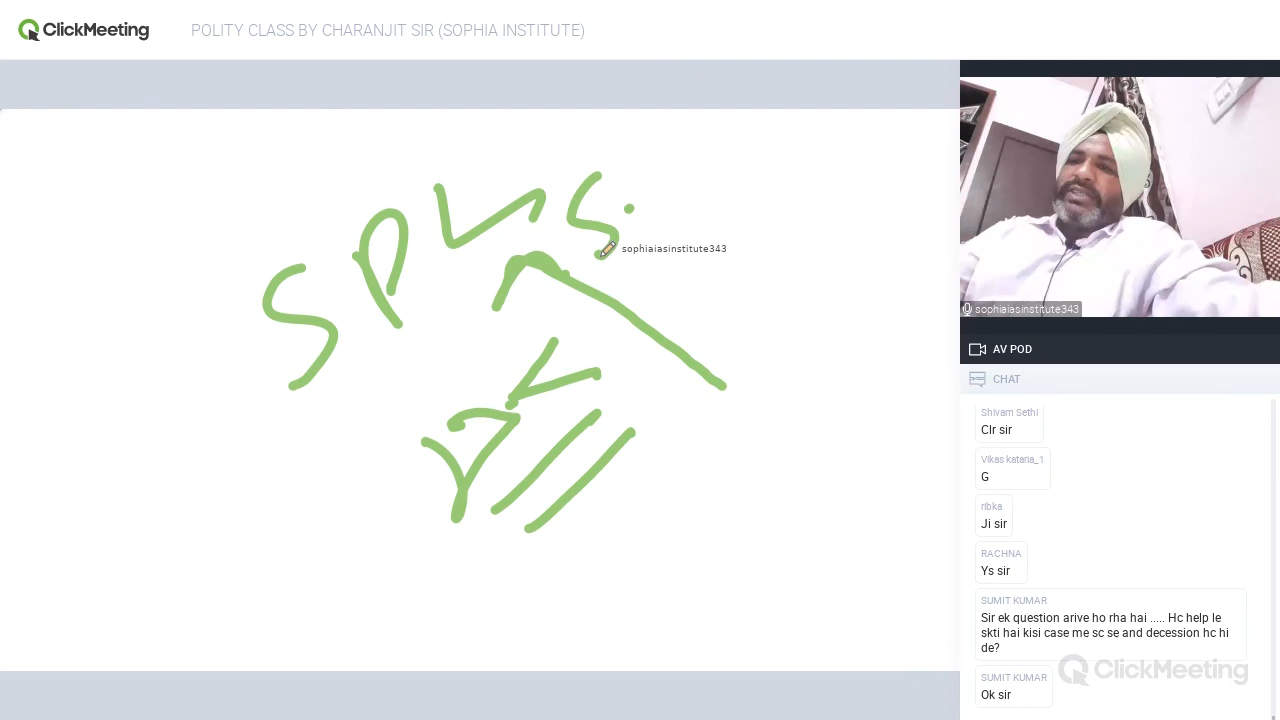 ClickMeeting
POLITY CLASS BY CHARANJIT SIR (SOPHIA INSTITUTE)
sophiaiasinstitute343
sophiaiasinstitute343
AV POD
CHAT
Shivam Sethi
Clr sir
Vikas kataria_1
G
ribka
Ji sir
RACHNA
Ys sir
SUMIT KUMAR
Sir ek question arive ho rha hai ..... Hc help le
skti hai kisi case me sc se and decession hc hi
de?
SUMIT KUMAR
Ok sir
ClickMeeting